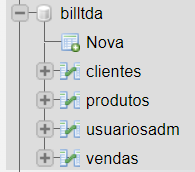 billtda
Nova
clientes
produtos
usuariosadm
vendas